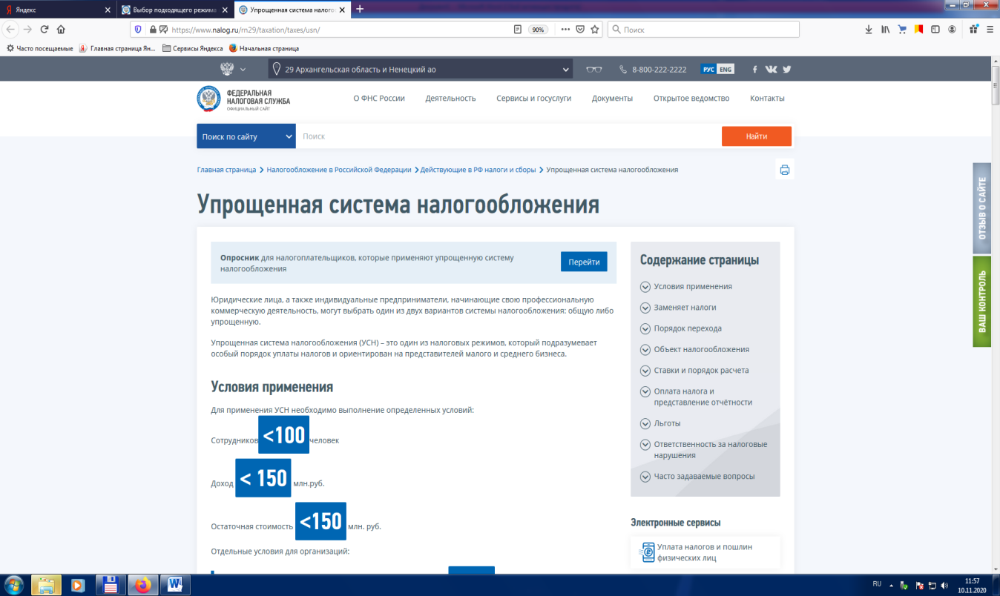 Яндекс
Выбор подходящего режима
Упрощенная система налого
https://www.nalog.ru/rn29/taxation/taxes/usn/
90%
Поиск
Часто посещаемые
Главная страница Ян...
Сервисы Яндекса
Начальная страница
29 Архангельская область и Ненецкий ао
8-800-222-2222
РУС ENG
ФЕДЕРАЛЬНАЯ
НАЛОГОВАЯ СЛУЖБА
ОФИЦИАЛЬНЫЙ САЙТ
О ФНС России
Деятельность
Сервисы и госуслуги
Документы
Открытое ведомство
Контакты
Поиск по сайту
Поиск
Найти
Главная страница > Налогообложение в Российской Федерации > Действующие в РФ налоги и сборы > Упрощенная система налогообложения
Упрощенная система налогообложения
Опросник для налогоплательщиков, которые применяют упрощенную систему
налогообложения
Перейти
Юридические лица, а также индивидуальные предприниматели, начинающие свою профессиональную
коммерческую деятельность, могут выбрать один из двух вариантов системы налогообложения: общую либо
упрощенную.
Упрощенная система налогообложения (УСН) – это один из налоговых режимов, который подразумевает
особый порядок уплаты налогов и ориентирован на представителей малого и среднего бизнеса.
Условия применения
Для применения УСН необходимо выполнение определенных условий:
Сотрудников <100 человек
Доход < 150 млн.руб.
Остаточная стоимость <150 млн. руб.
Отдельные условия для организаций:
Содержание страницы
Условия применения
Заменяет налоги
Порядок перехода
Объект налогообложения
Ставки и порядок расчета
Оплата налога и
представление отчётности
Льготы
Ответственность за налоговые
нарушения
Часто задаваемые вопросы
Электронные сервисы
Уплата налогов и пошлин
физических лиц
ОТЗЫВ О САЙТЕ
ВАШ КОНТРОЛЬ
RU
11:57
10.11.2020